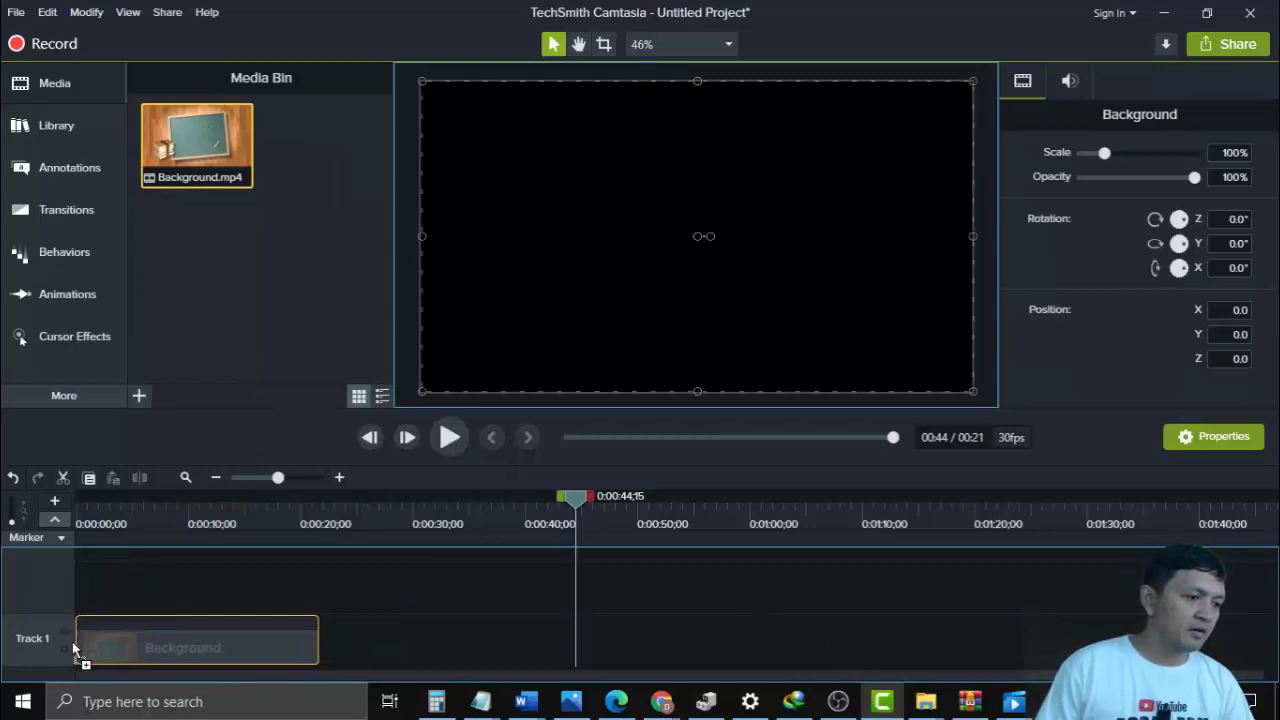 File Edit Modify View Share Help
TechSmith Camtasia - Untitled Project*
Sign In
Record
46%
Share
Media
Media Bin
Background
Library
Background.mp4
Scale 100%
Annotations
Opacity 100%
Transitions
Rotation: Z 0.0°
Behaviors
Y 0.0°
X 0.0°
Animations
Position: X 0.0
Cursor Effects
Y 0.0
Z 0.0
More
00:44 / 00:21 30fps
Properties
0:00:44;15
0:00:00;00 0:00:10;00 0:00:20;00 0:00:30;00 0:00:40;00 0:00:50;00 0:01:00;00 0:01:10;00 0:01:20;00 0:01:30;00 0:01:40;00
Marker
Track 1
Background
Type here to search
YouTube